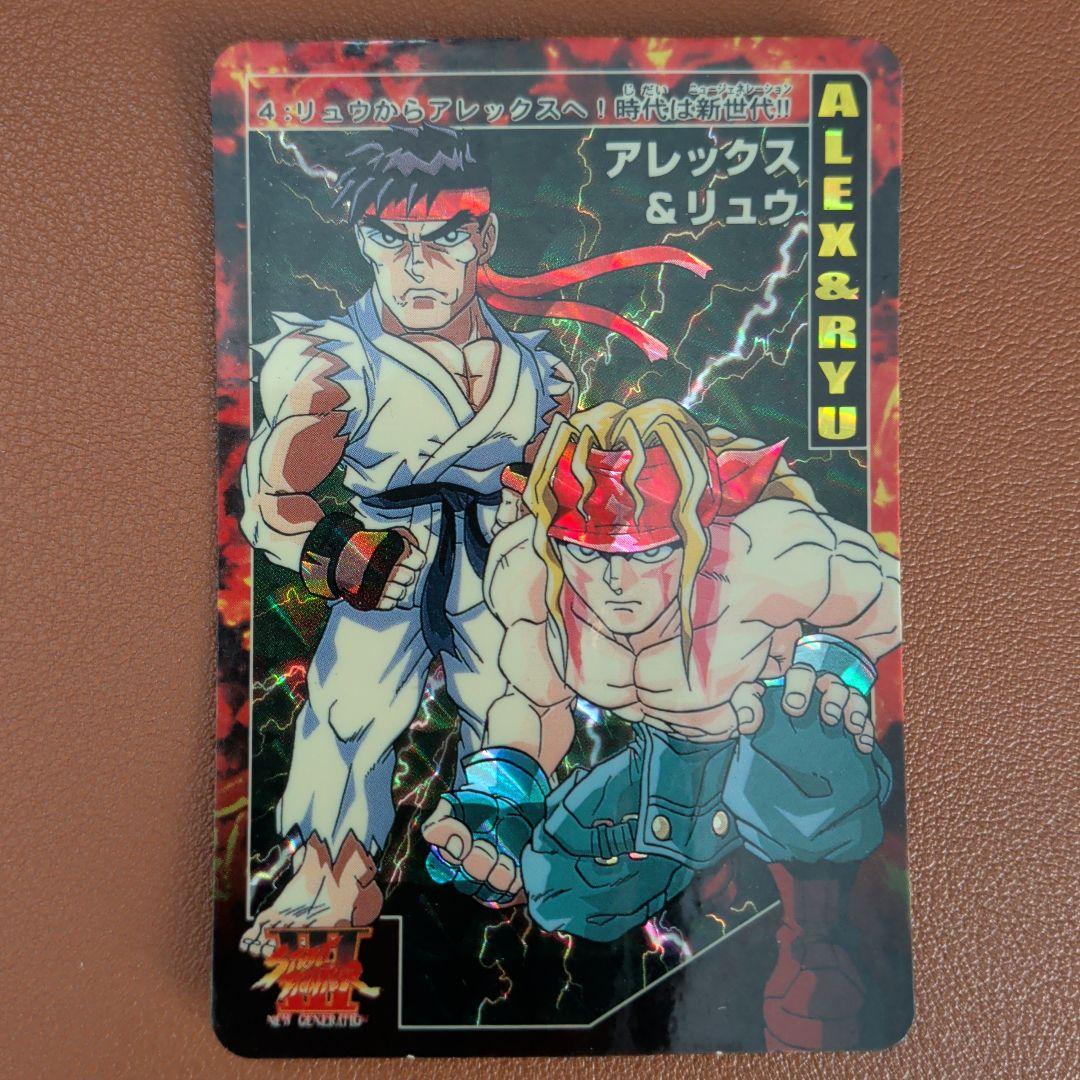 じだい ニュージェネレーション
4:リュウからアレックスへ!時代は新世代!!
アレックス
&リュウ
ALEX&RYU
III
STREET
FIGHTER
NEW GENERATION